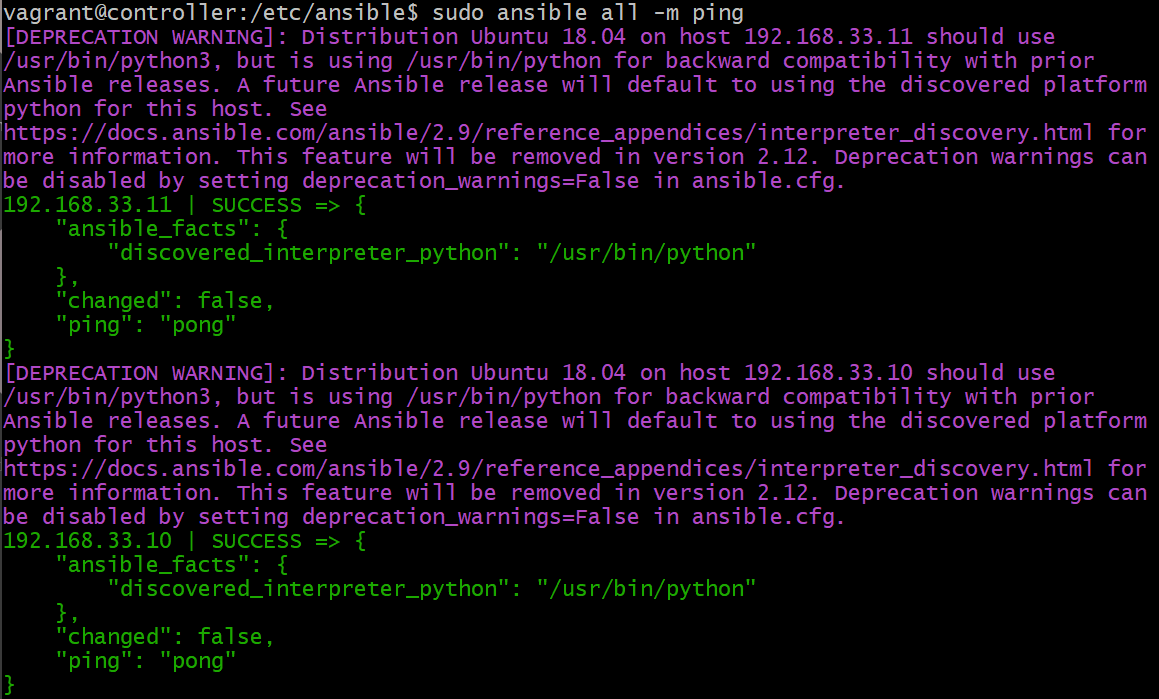 vagrant@controller:/etc/ansible$ sudo ansible all -m ping
[DEPRECATION WARNING]: Distribution Ubuntu 18.04 on host 192.168.33.11 should use
/usr/bin/python3, but is using /usr/bin/python for backward compatibility with prior
Ansible releases. A future Ansible release will default to using the discovered platform
python for this host. See
https://docs.ansible.com/ansible/2.9/reference_appendices/interpreter_discovery.html for
more information. This feature will be removed in version 2.12. Deprecation warnings can
be disabled by setting deprecation_warnings=False in ansible.cfg.
192.168.33.11 | SUCCESS => {
    "ansible_facts": {
        "discovered_interpreter_python": "/usr/bin/python"
    },
    "changed": false,
    "ping": "pong"
}
[DEPRECATION WARNING]: Distribution Ubuntu 18.04 on host 192.168.33.10 should use
/usr/bin/python3, but is using /usr/bin/python for backward compatibility with prior
Ansible releases. A future Ansible release will default to using the discovered platform
python for this host. See
https://docs.ansible.com/ansible/2.9/reference_appendices/interpreter_discovery.html for
more information. This feature will be removed in version 2.12. Deprecation warnings can
be disabled by setting deprecation_warnings=False in ansible.cfg.
192.168.33.10 | SUCCESS => {
    "ansible_facts": {
        "discovered_interpreter_python": "/usr/bin/python"
    },
    "changed": false,
    "ping": "pong"
}